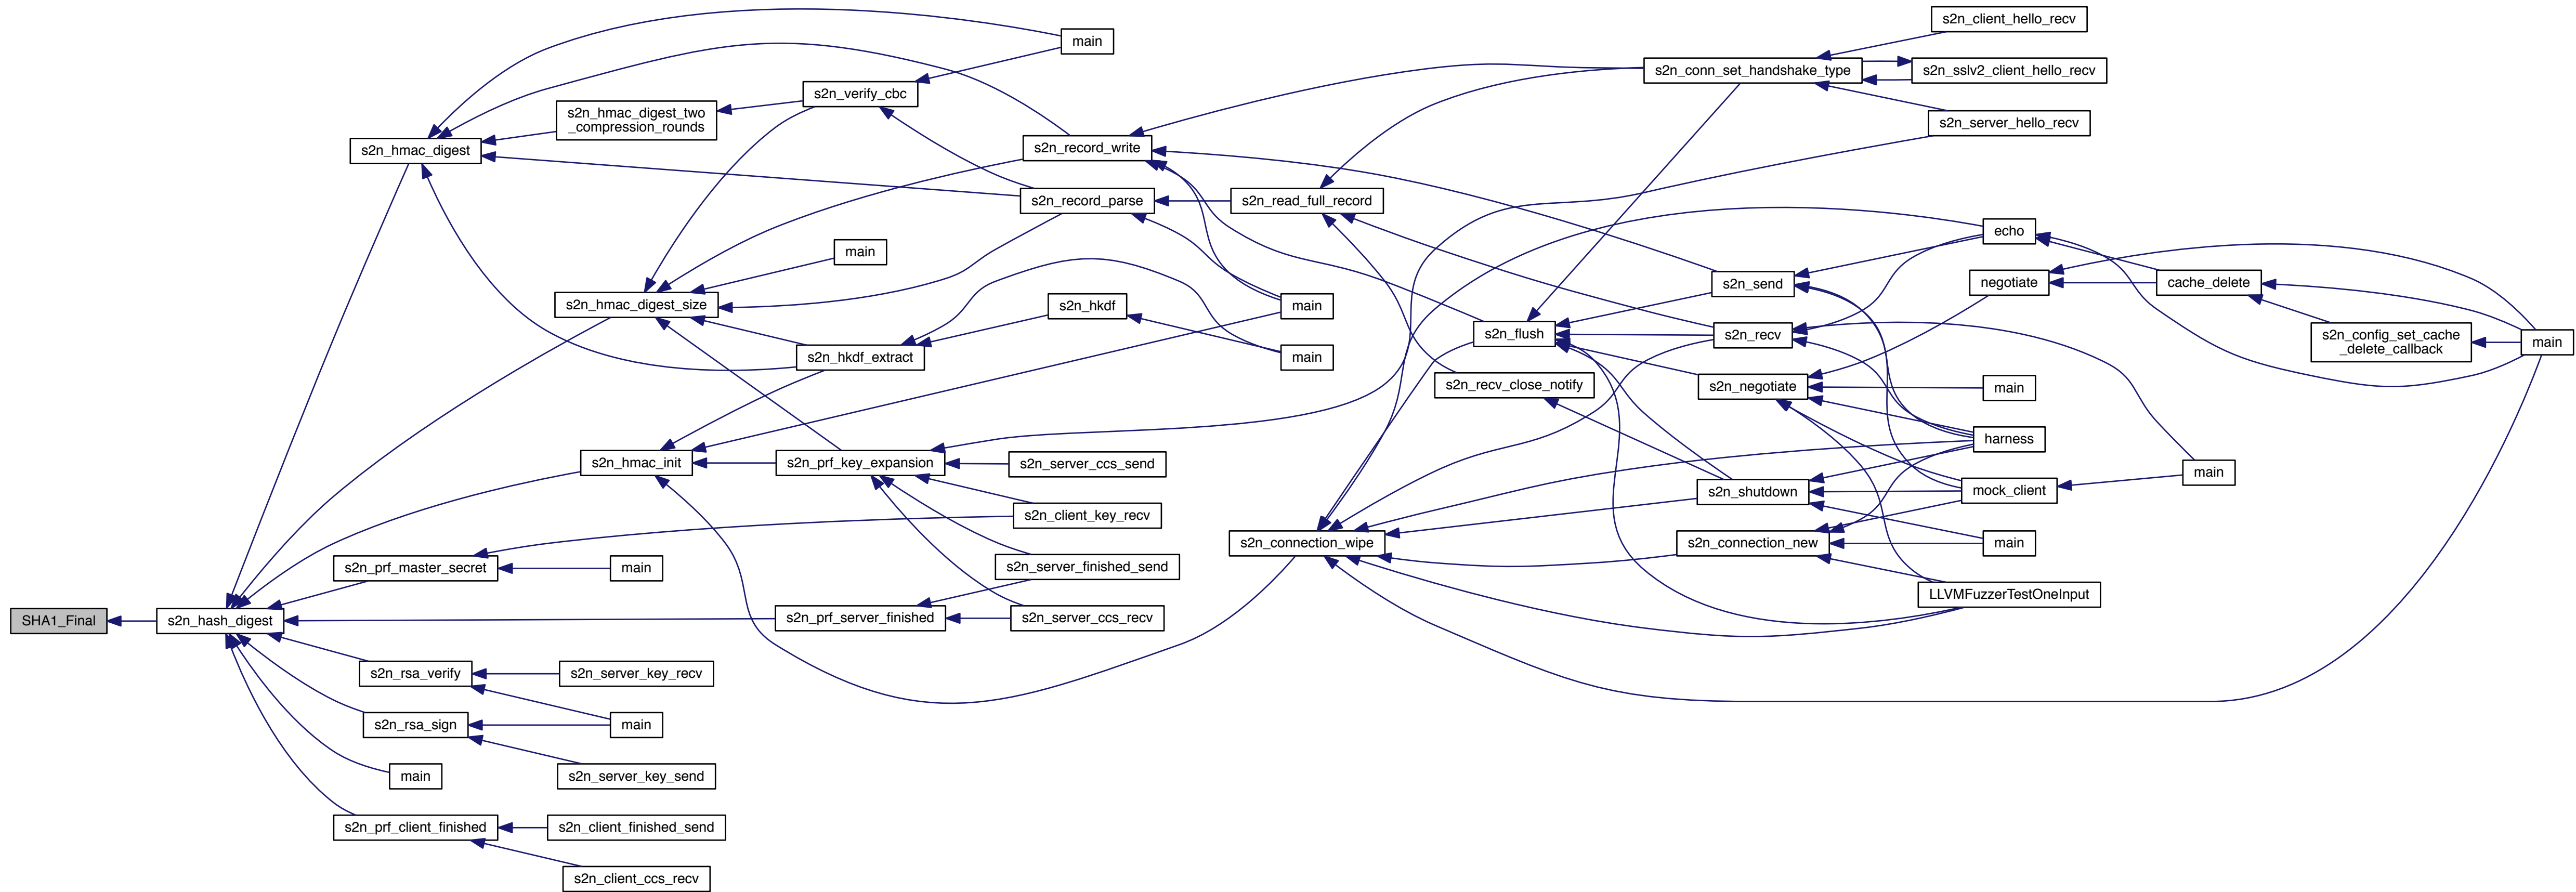 SHA1_Final
s2n_hash_digest
s2n_hmac_digest
s2n_prf_master_secret
s2n_rsa_verify
s2n_rsa_sign
main
s2n_prf_client_finished
s2n_hmac_digest_two
_compression_rounds
s2n_hmac_digest_size
s2n_hmac_init
main
s2n_server_key_recv
main
s2n_server_key_send
s2n_client_finished_send
s2n_client_ccs_recv
s2n_verify_cbc
main
s2n_hkdf_extract
s2n_prf_key_expansion
s2n_prf_server_finished
main
s2n_record_write
s2n_record_parse
s2n_hkdf
s2n_server_ccs_send
s2n_client_key_recv
s2n_server_finished_send
s2n_server_ccs_recv
s2n_read_full_record
main
main
s2n_connection_wipe
s2n_flush
s2n_recv_close_notify
s2n_conn_set_handshake_type
s2n_send
s2n_recv
s2n_negotiate
s2n_shutdown
s2n_connection_new
s2n_client_hello_recv
s2n_sslv2_client_hello_recv
s2n_server_hello_recv
echo
negotiate
main
harness
mock_client
main
LLVMFuzzerTestOneInput
cache_delete
main
s2n_config_set_cache
_delete_callback
main